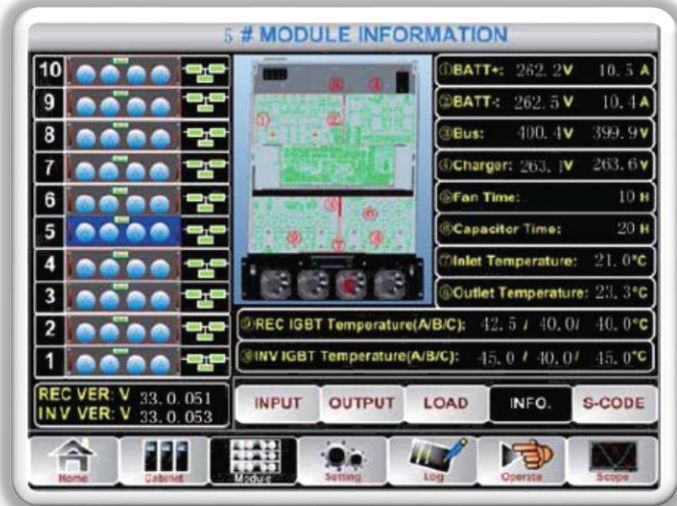 5 # MODULE INFORMATION
10
9
8
7
6
5
4
3
2
1
①BATT+: 262.2V 10.5A
②BATT-: 262.5V 10.4A
③Bus: 400.4V 399.9V
④Charger: 263.1V 263.6V
⑤Fan Time: 10 H
⑥Capacitor Time: 20 H
⑦Inlet Temperature: 21.0°C
⑧Outlet Temperature: 23.3°C
⑨REC IGBT Temperature(A/B/C): 42.5 / 40.0/ 40.0°C
⑩INV IGBT Temperature(A/B/C): 45.0 / 40.0/ 45.0°C
REC VER: V 33.0.051
INV VER: V 33.0.053
INPUT
OUTPUT
LOAD
INFO.
S-CODE
Home
Cabinet
Module
Setting
Log
Operate
Scope